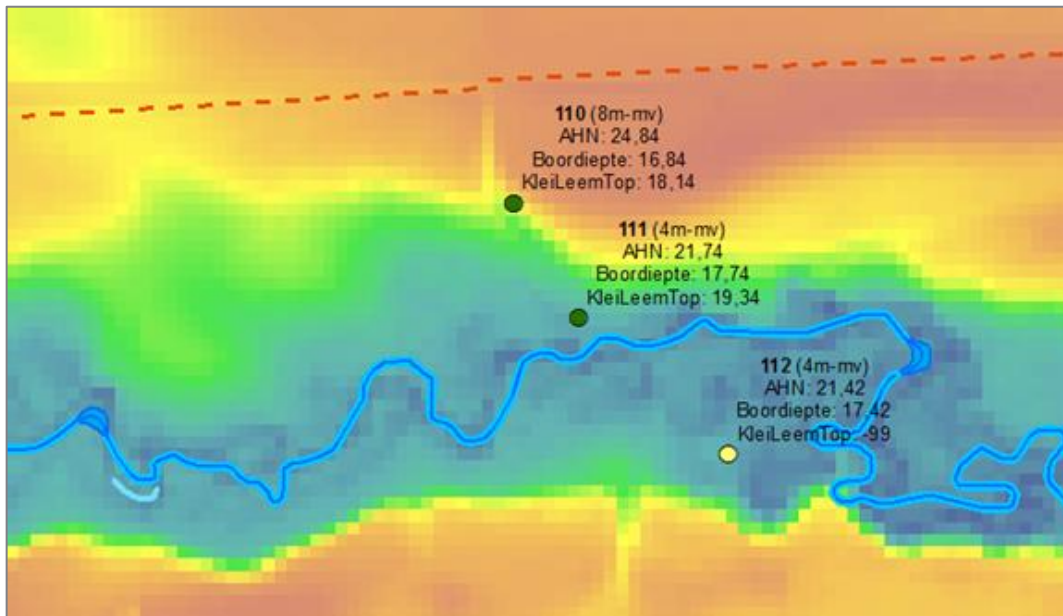 110 (8m-mv)
AHN: 24,84
Boordiepte: 16,84
KleiLeemTop: 18,14
111 (4m-mv)
AHN: 21,74
Boordiepte: 17,74
KleiLeemTop: 19,34
112 (4m-mv)
AHN: 21,42
Boordiepte: 17,42
KleiLeemTop: -99